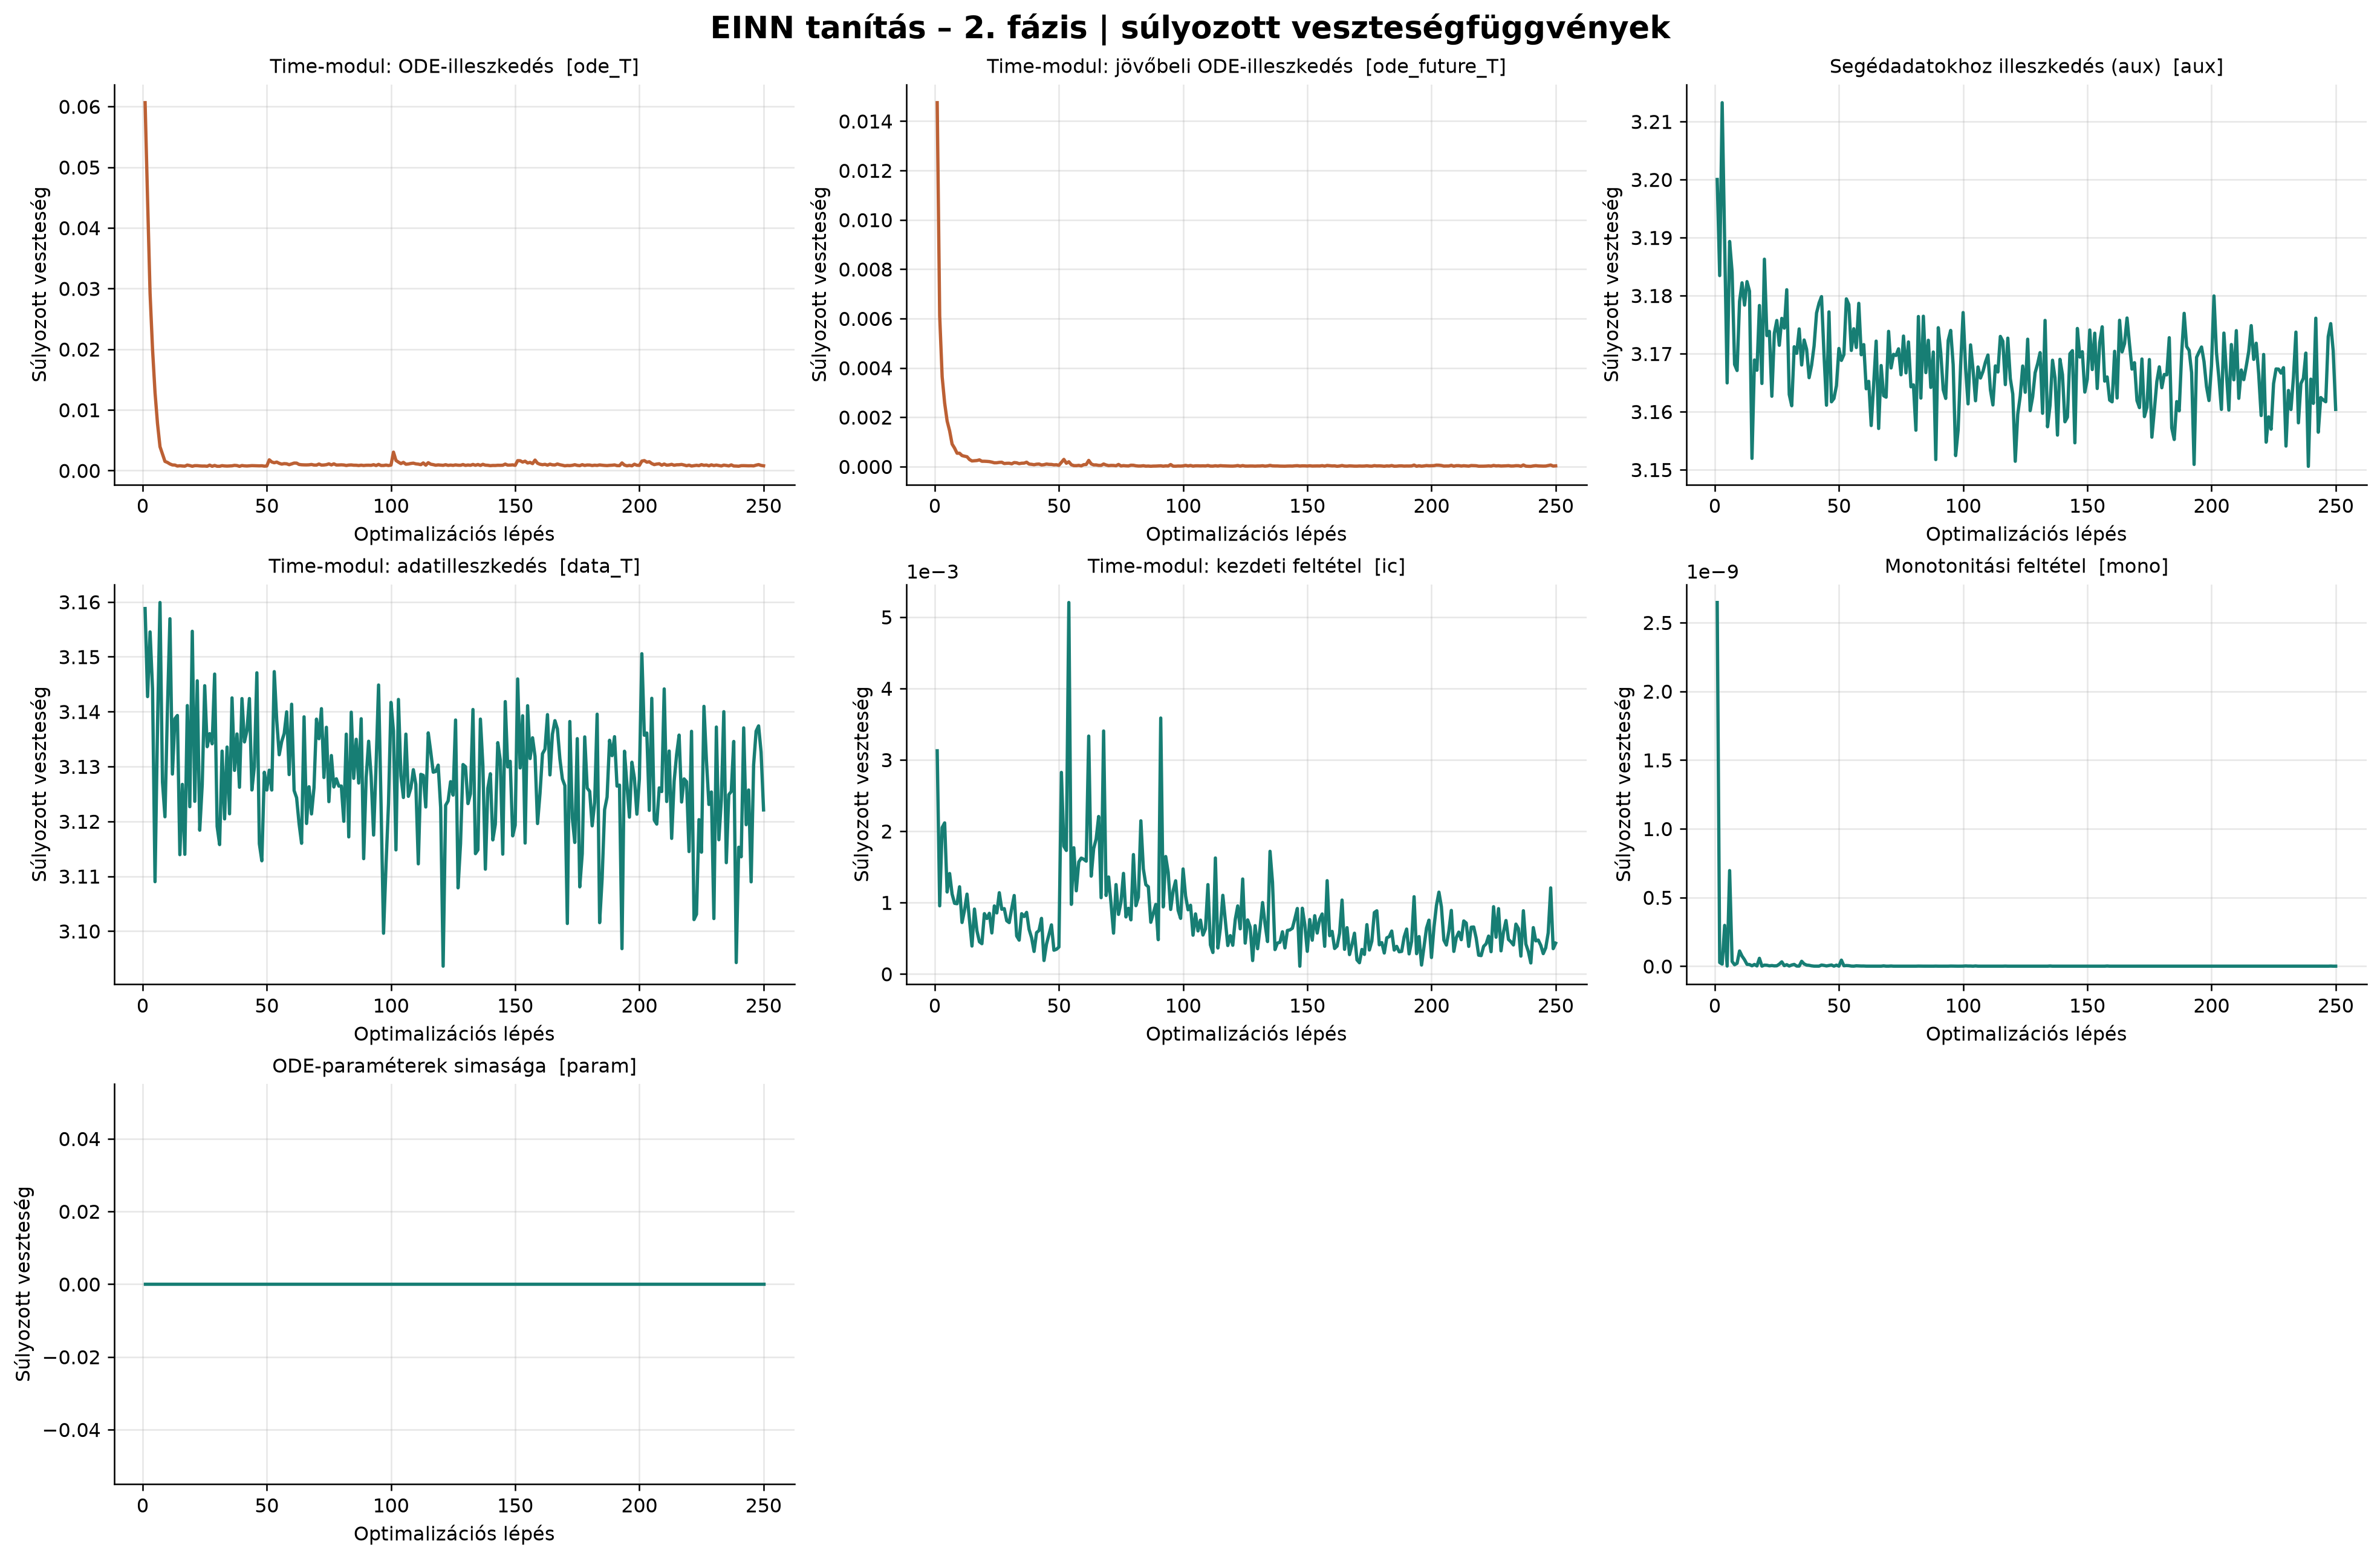 EINN tanítás – 2. fázis | súlyozott veszteségfüggvények
Time-modul: ODE-illeszkedés  [ode_T]
Súlyozott veszteség
0.06
0.05
0.04
0.03
0.02
0.01
0.00
0 50 100 150 200 250
Optimalizációs lépés
Time-modul: jövőbeli ODE-illeszkedés  [ode_future_T]
Súlyozott veszteség
0.014
0.012
0.010
0.008
0.006
0.004
0.002
0.000
0 50 100 150 200 250
Optimalizációs lépés
Segédadatokhoz illeszkedés (aux)  [aux]
Súlyozott veszteség
3.21
3.20
3.19
3.18
3.17
3.16
3.15
0 50 100 150 200 250
Optimalizációs lépés
Time-modul: adatilleszkedés  [data_T]
Súlyozott veszteség
3.16
3.15
3.14
3.13
3.12
3.11
3.10
0 50 100 150 200 250
Optimalizációs lépés
Time-modul: kezdeti feltétel  [ic]
1e−3
Súlyozott veszteség
5
4
3
2
1
0
0 50 100 150 200 250
Optimalizációs lépés
Monotonitási feltétel  [mono]
1e−9
Súlyozott veszteség
2.5
2.0
1.5
1.0
0.5
0.0
0 50 100 150 200 250
Optimalizációs lépés
ODE-paraméterek simasága  [param]
Súlyozott veszteség
0.04
0.02
0.00
−0.02
−0.04
0 50 100 150 200 250
Optimalizációs lépés